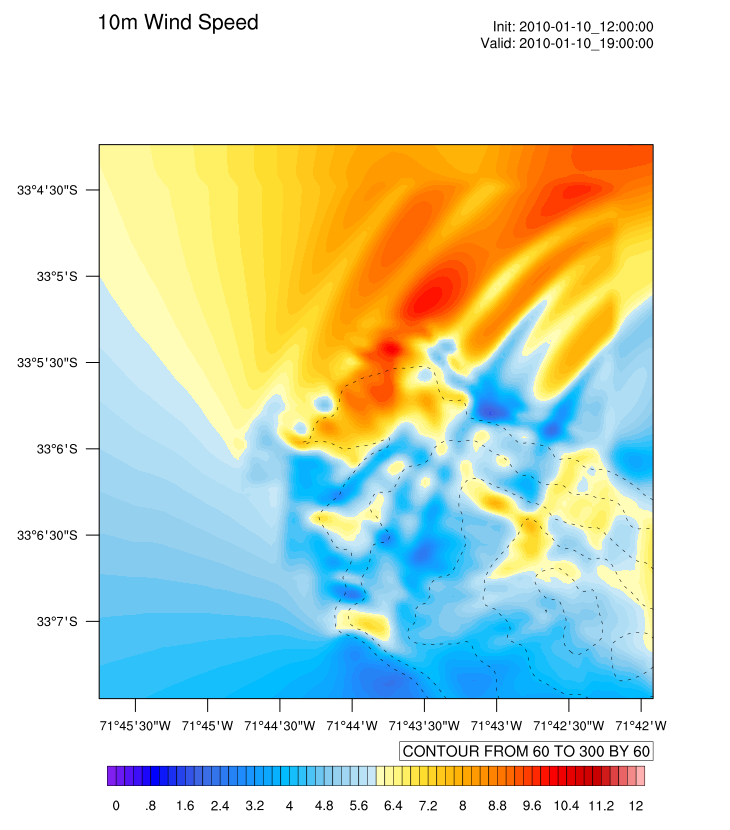 10m Wind Speed
Init: 2010-01-10_12:00:00
Valid: 2010-01-10_19:00:00
33°4'30"S
33°5'S
33°5'30"S
33°6'S
33°6'30"S
33°7'S
71°45'30"W 71°45'W 71°44'30"W 71°44'W 71°43'30"W 71°43'W 71°42'30"W 71°42'W
CONTOUR FROM 60 TO 300 BY 60
0 .8 1.6 2.4 3.2 4 4.8 5.6 6.4 7.2 8 8.8 9.6 10.4 11.2 12